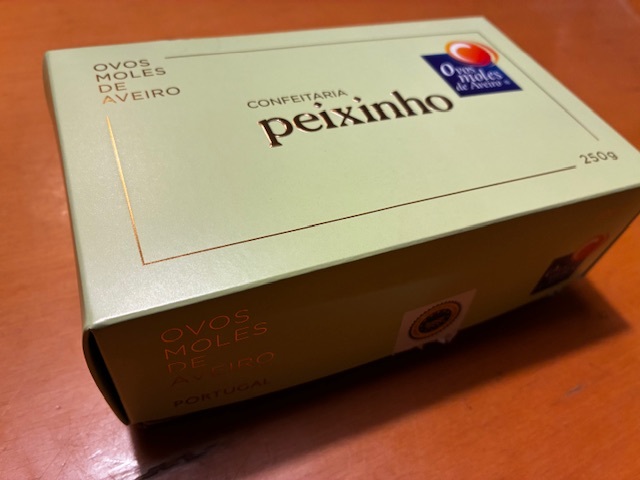 OVOS
MOLES
DE
AVEIRO
CONFEITARIA
peixinho
Ovos
moles
de Aveiro
250g
OVOS
MOLES
DE
AVEIRO
PORTUGAL